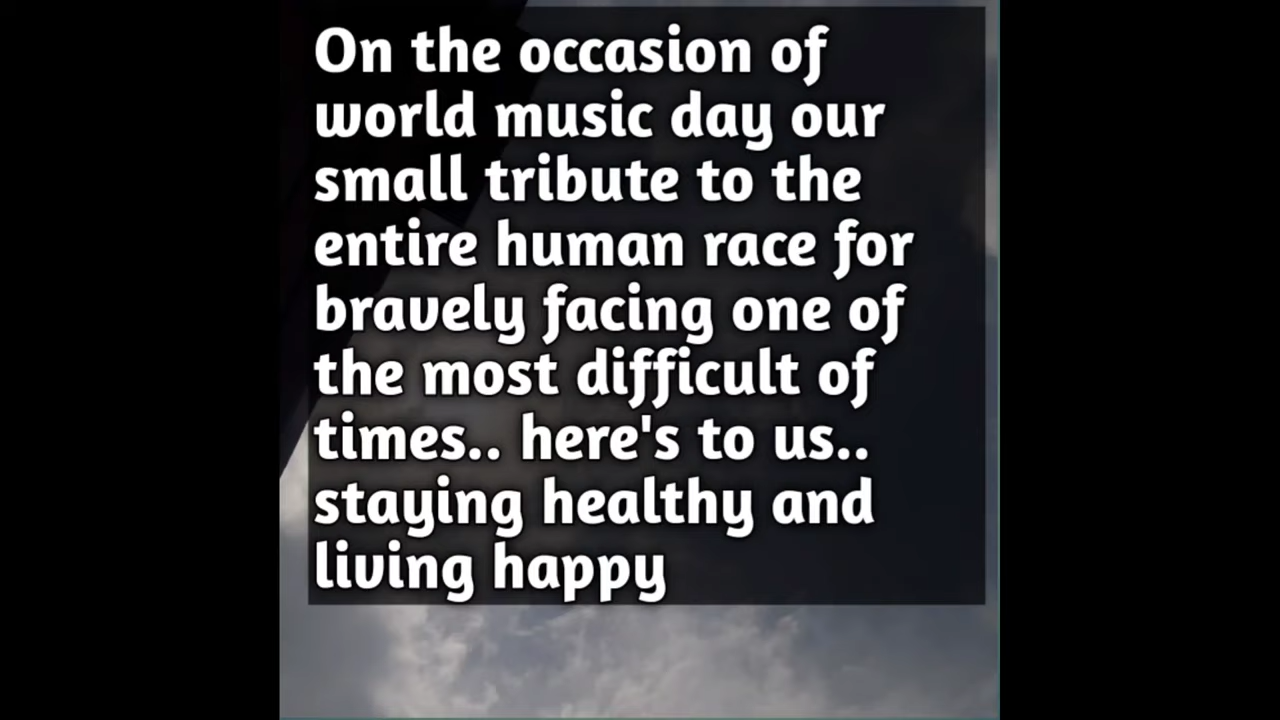 On the occasion of
world music day our
small tribute to the
entire human race for
bravely facing one of
the most difficult of
times.. here's to us..
staying healthy and
living happy